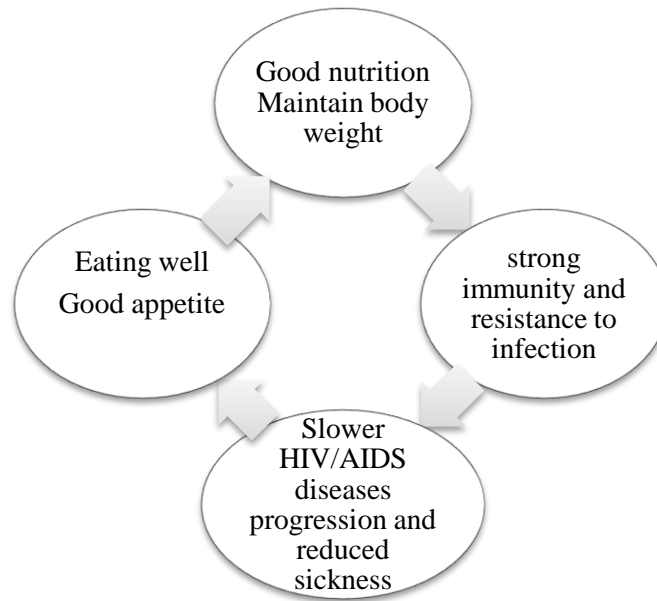 Good nutrition
Maintain body
weight
strong
immunity and
resistance to
infection
Slower
HIV/AIDS
diseases
progression and
reduced
sickness
Eating well
Good appetite